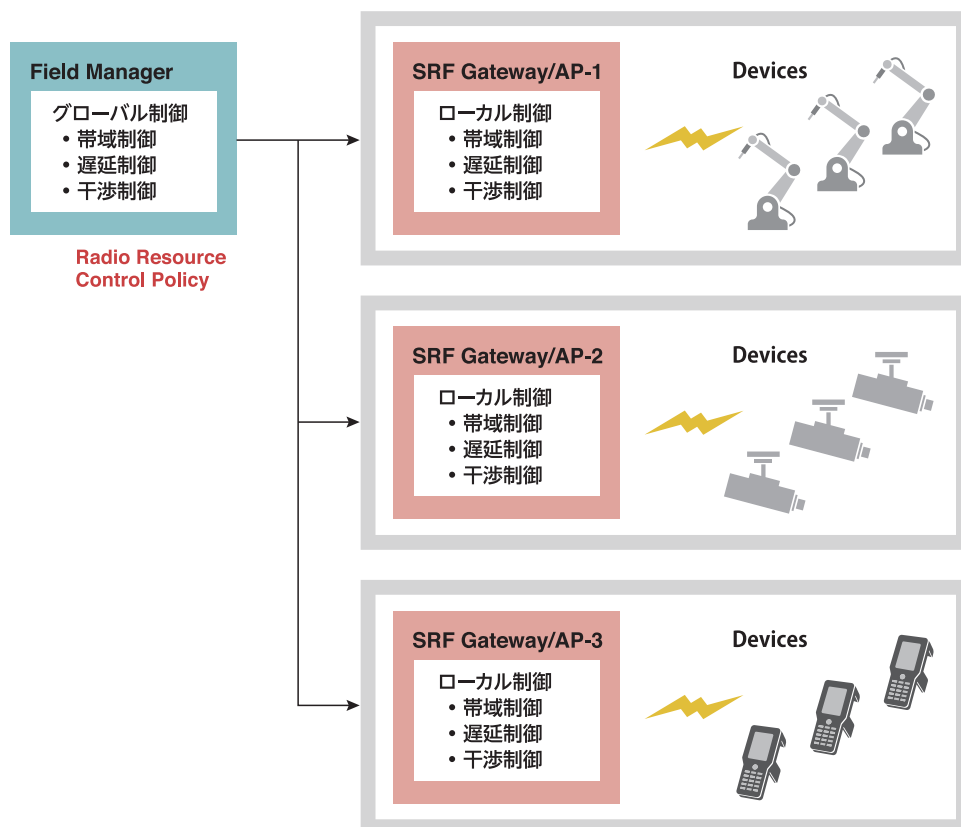 Field Manager
グローバル制御
• 帯域制御
• 遅延制御
• 干渉制御
Radio Resource
Control Policy
SRF Gateway/AP-1
ローカル制御
• 帯域制御
• 遅延制御
• 干渉制御
Devices
SRF Gateway/AP-2
ローカル制御
• 帯域制御
• 遅延制御
• 干渉制御
Devices
SRF Gateway/AP-3
ローカル制御
• 帯域制御
• 遅延制御
• 干渉制御
Devices